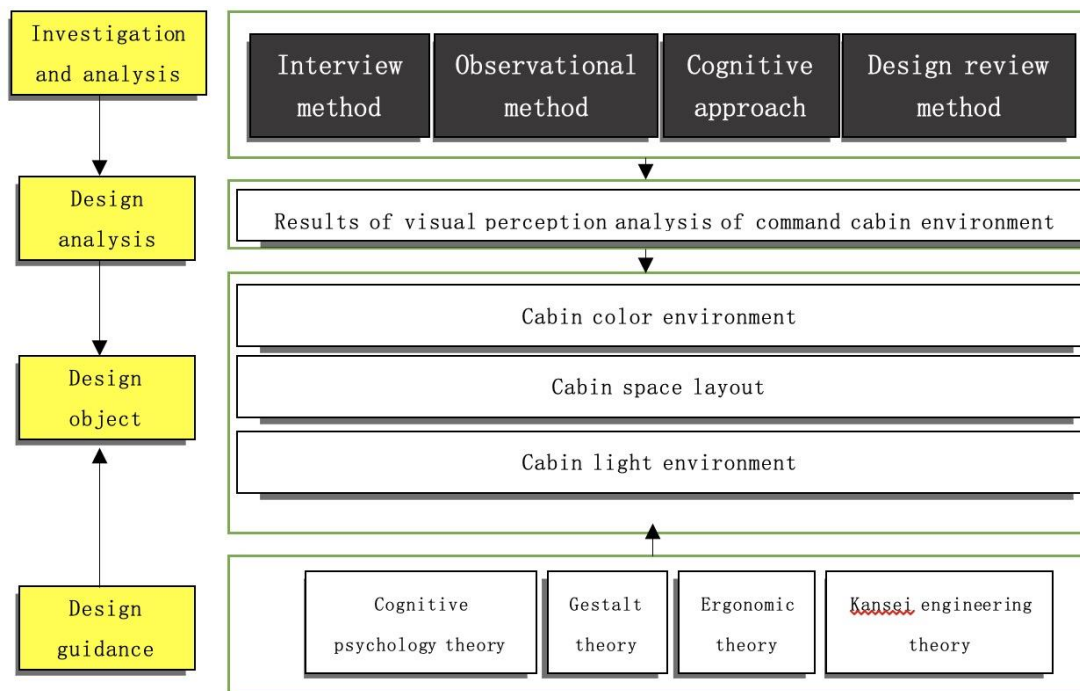 Investigation
and analysis
Interview
method
Observational
method
Cognitive
approach
Design review
method
Design
analysis
Results of visual perception analysis of command cabin environment
Design
object
Cabin color environment
Cabin space layout
Cabin light environment
Design
guidance
Cognitive
psychology theory
Gestalt
theory
Ergonomic
theory
Kansei engineering
theory